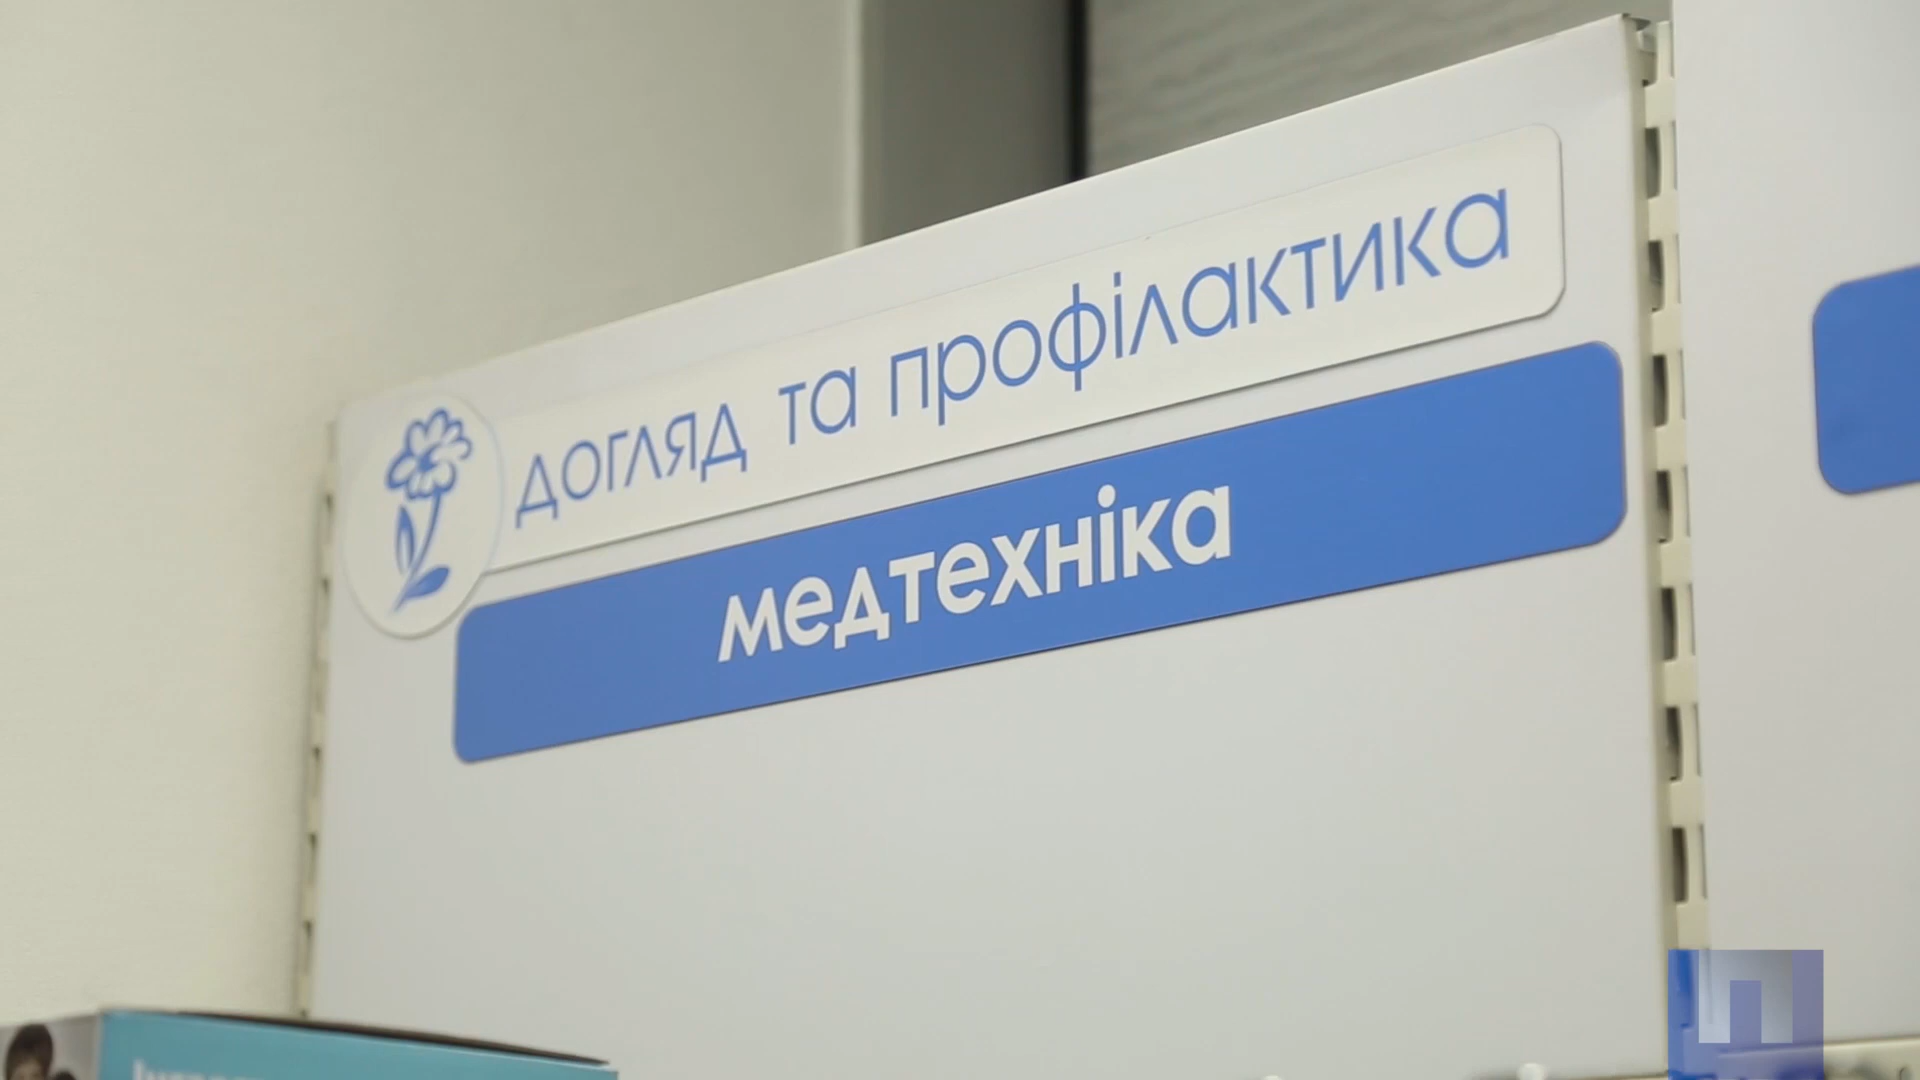 догляд та профілактика
медтехніка